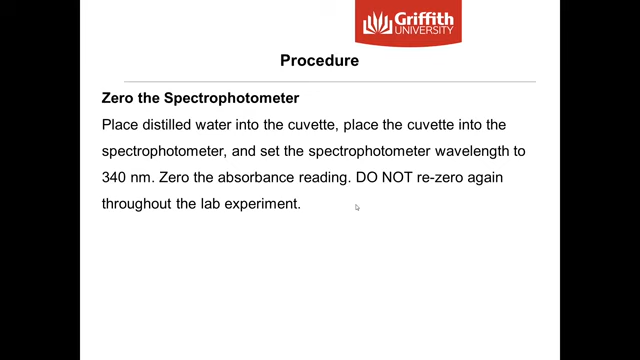 Griffith
UNIVERSITY
Procedure
Zero the Spectrophotometer
Place distilled water into the cuvette, place the cuvette into the
spectrophotometer, and set the spectrophotometer wavelength to
340 nm. Zero the absorbance reading. DO NOT re-zero again
throughout the lab experiment.